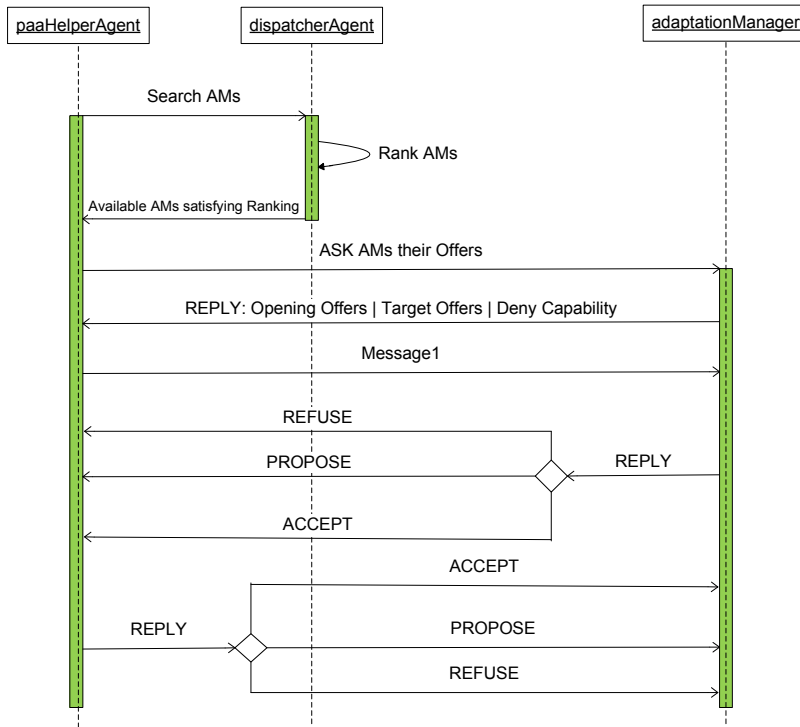 paaHelperAgent
dispatcherAgent
adaptationManager
Search AMs
Rank AMs
Available AMs satisfying Ranking
ASK AMs their Offers
REPLY: Opening Offers | Target Offers | Deny Capability
Message1
REFUSE
PROPOSE
REPLY
ACCEPT
ACCEPT
REPLY
PROPOSE
REFUSE